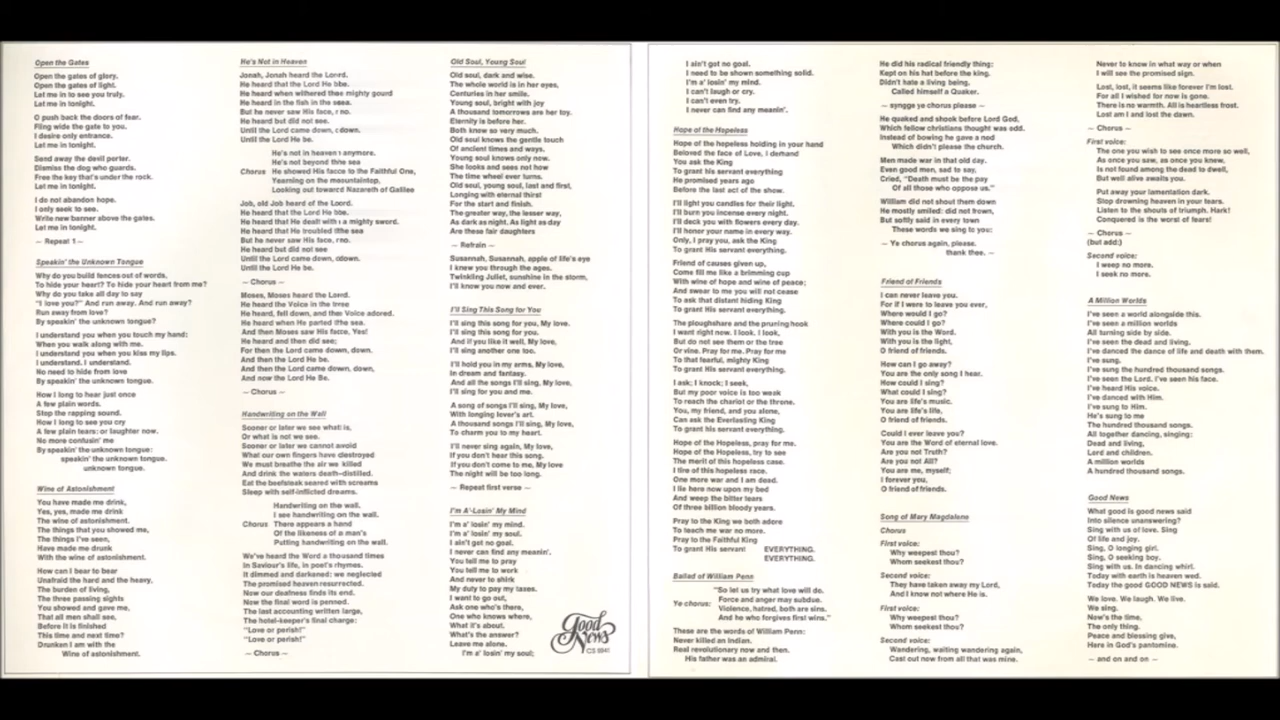 Open the Gates
Open the gates of glory.
Open the gates of light.
Let me in to see you truly.
Let me in tonight.
O push back the doors of fear.
Fling wide the gate to you.
I desire only entrance.
Let me in tonight.
Send away the devil porter.
Dismiss the dog who guards.
Free the key that's under the rock.
Let me in tonight.
I do not abandon hope.
I only seek to see.
Write new banner above the gates.
Let me in tonight.
— Repeat 1 —
Speakin' the Unknown Tongue
Why do you build fences out of words,
To hide your heart? To hide your heart from me?
Why do you take all day to say
"I love you?" And run away. And run away?
Run away from love?
By speakin' the unknown tongue?
I understand you when you touch my hand:
When you walk along with me.
I understand you when you kiss my lips.
I understand. I understand.
No need to hide from love
By speakin' the unknown tongue.
How I long to hear just once
A few plain words.
Stop the rapping sound.
How I long to see you cry
A few plain tears: or laughter now.
No more confusin' me
By speakin' the unknown tongue:
speakin' the unknown tongue.
unknown tongue.
Wine of Astonishment
You have made me drink,
Yes, yes, made me drink
The wine of astonishment.
The things that you showed me,
The things I've seen,
Have made me drunk
With the wine of astonishment.
How can I bear to bear
Unafraid the hard and the heavy,
The burden of living,
The three passing sights
You showed and gave me,
That all men shall see,
Before it is finished
This time and next time?
Drunken I am with the
Wine of astonishment.
He's Not in Heaven
Jonah, Jonah heard the Lord.
He heard that the Lord He be.
He heard when withered the mighty gourd
He heard in the fish in the sea.
But he never saw His face, no.
He heard but did not see.
Until the Lord came down, down.
Until the Lord He be.
He's not in heaven anymore.
He's not beyond the sea
Chorus He showed His face to the Faithful One,
Yearning on the mountaintop,
Looking out toward Nazareth of Galilee
Job, old Job heard of the Lord.
He heard that the Lord He be.
He heard that He dealt with a mighty sword.
He heard that He troubled the sea
But he never saw His face, no.
He heard but did not see
Until the Lord came down, down.
Until the Lord He be.
— Chorus —
Moses, Moses heard the Lord.
He heard the Voice in the tree
He heard, fell down, and the Voice adored.
He heard when He parted the sea.
And then Moses saw His face. Yes!
He heard and then did see;
For then the Lord came down, down.
And then the Lord He be.
And then the Lord came down, down,
And now the Lord He Be.
— Chorus —
Handwriting on the Wall
Sooner or later we see what is,
Or what is not we see.
Sooner or later we cannot avoid
What our own fingers have destroyed
We must breathe the air we killed
And drink the waters death-distilled.
Eat the beefsteak seared with screams
Sleep with self-inflicted dreams.
Handwriting on the wall.
I see handwriting on the wall.
Chorus There appears a hand
Of the likeness of a man's
Putting handwriting on the wall.
We've heard the Word a thousand times
In Saviour's life, in poet's rhymes.
It dimmed and darkened: we neglected
The promised heaven resurrected.
Now our deafness finds its end.
Now the final word is penned.
The last accounting written large,
The hotel-keeper's final charge:
"Love or perish!"
"Love or perish!"
— Chorus —
Old Soul, Young Soul
Old soul, dark and wise.
The whole world is in her eyes,
Centuries in her smile.
Young soul, bright with joy
A thousand tomorrows are her toy.
Eternity is before her.
Both know so very much.
Old soul knows the gentle touch
Of ancient times and ways.
Young soul knows only now.
She looks and sees not how
The time wheel ever turns.
Old soul, young soul, last and first,
Longing with eternal thirst
For the start and finish.
The greater way, the lesser way,
As dark as night. As light as day
Are these fair daughters
— Refrain —
Susannah, Susannah, apple of life's eye
I knew you through the ages.
Twinkling Juliet, sunshine in the storm,
I'll know you now and ever.
I'll Sing This Song for You
I'll sing this song for you, My love.
I'll sing this song for you.
And if you like it well, My love,
I'll sing another one too.
I'll hold you in my arms, My love,
In dream and fantasy.
And all the songs I'll sing, My love,
I'll sing for you and me.
A song of songs I'll sing, My love,
With longing lover's art.
A thousand songs I'll sing, My love,
To charm you to my heart.
I'll never sing again, My love,
If you don't hear this song.
If you don't come to me, My love
The night will be too long.
— Repeat first verse —
I'm A'-Losin' My Mind
I'm a' losin' my mind.
I'm a' losin' my soul.
I ain't got no goal.
I never can find any meanin'.
You tell me to pray
You tell me to work
And never to shirk
My duty to pay my taxes.
I want to go out,
Ask one who's there,
One who knows where,
What it's about.
What's the answer?
Leave me alone.
I'm a' losin' my soul;
Good News
CS 8841
I ain't got no goal.
I need to be shown something solid.
I'm a' losin' my mind.
I can't laugh or cry.
I can't even try.
I never can find any meanin'.
Hope of the Hopeless
Hope of the hopeless holding in your hand
Beloved the face of Love, I demand
You ask the King
To grant his servant everything
He promised years ago
Before the last act of the show.
I'll light you candles for their light.
I'll burn you incense every night.
I'll deck you with flowers every day.
I'll honor your name in every way.
Only, I pray you, ask the King
To grant His servent everything.
Friend of causes given up,
Come fill me like a brimming cup
With wine of hope and wine of peace;
And swear to me you will not cease
To ask that distant hiding King
To grant His servant everything.
The ploughshare and the pruning hook
I want right now. I look, I look,
But do not see them or the tree
Or vine. Pray for me. Pray for me
To that fearful, mighty King
To grant His servant everything.
I ask; I knock; I seek,
But my poor voice is too weak
To reach the chariot or the throne.
You, my friend, and you alone,
Can ask the Everlasting King
To grant his servant everything.
Hope of the Hopeless, pray for me.
Hope of the Hopeless, try to see
The merit of this hopeless case.
I tire of this hopeless race.
One more war and I am dead.
I lie here now upon my bed
And weep the bitter tears
Of three billion bloody years.
Pray to the King we both adore
To teach me war no more.
Pray to the Faithful King
To grant His servant EVERYTHING.
EVERYTHING.
Ballad of William Penn
"So let us try what love will do.
Force and anger may subdue.
Ye chorus: Violence, hatred, both are sins.
And he who forgives first wins."
These are the words of William Penn:
Never killed an Indian.
Real revolutionary now and then.
His father was an admiral.
He did his radical friendly thing:
Kept on his hat before the king.
Didn't hate a living being.
Called himself a Quaker.
— syngge ye chorus please —
He quaked and shook before Lord God,
Which fellow christians thought was odd.
Instead of bowing he gave a nod
Which didn't please the church.
Men made war in that old day.
Even good men, sad to say,
Cried, "Death must be the pay
Of all those who oppose us."
William did not shout them down
He mostly smiled: did not frown,
But softly said in every town
These words we sing to you:
— Ye chorus again, please.
thank thee. —
Friend of Friends
I can never leave you.
For if I were to leave you ever,
Where would I go?
Where could I go?
With you is the Word.
With you is the light,
O friend of friends.
How can I go away?
You are the only song I hear.
How could I sing?
What could I sing?
You are life's music.
You are life's life,
O friend of friends.
Could I ever leave you?
You are the Word of eternal love.
Are you not Truth?
Are you not All?
You are me, myself;
I forever you,
O friend of friends.
Song of Mary Magdalene
Chorus
First voice:
Why weepest thou?
Whom seekest thou?
Second voice:
They have taken away my Lord,
And I know not where He is.
First voice:
Why weepest thou?
Whom seekest thou?
Second voice:
Wandering, waiting wandering again,
Cast out now from all that was mine.
Never to know in what way or when
I will see the promised sign.
Lost, lost, it seems like forever I'm lost.
For all I wished for now is gone.
There is no warmth. All is heartless frost.
Lost am I and lost the dawn.
— Chorus —
First voice:
The one you wish to see once more so well,
As once you saw, as once you knew,
Is not found among the dead to dwell,
But well alive awaits you.
Put away your lamentation dark.
Stop drowning heaven in your tears.
Listen to the shouts of triumph. Hark!
Conquered is the worst of fears!
— Chorus —
(but add:)
Second voice:
I weep no more.
I seek no more.
A Million Worlds
I've seen a world alongside this.
I've seen a million worlds
All turning side by side.
I've seen the dead and living.
I've danced the dance of life and death with them.
I've sung.
I've sung the hundred thousand songs.
I've seen the Lord. I've seen his face.
I've heard His voice.
I've danced with Him.
I've sung to Him.
He's sung to me
The hundred thousand songs.
All together dancing, singing:
Dead and living,
Lord and children.
A million worlds
A hundred thousand songs.
Good News
What good is good news said
Into silence unanswering?
Sing with us of love. Sing
Of life and joy.
Sing, O longing girl.
Sing, O seeking boy.
Sing with us. In dancing whirl.
Today with earth is heaven wed.
Today the good GOOD NEWS is said.
We love. We laugh. We live.
We sing.
Now's the time,
The only thing.
Peace and blessing give,
Here in God's pantomine.
— and on and on —